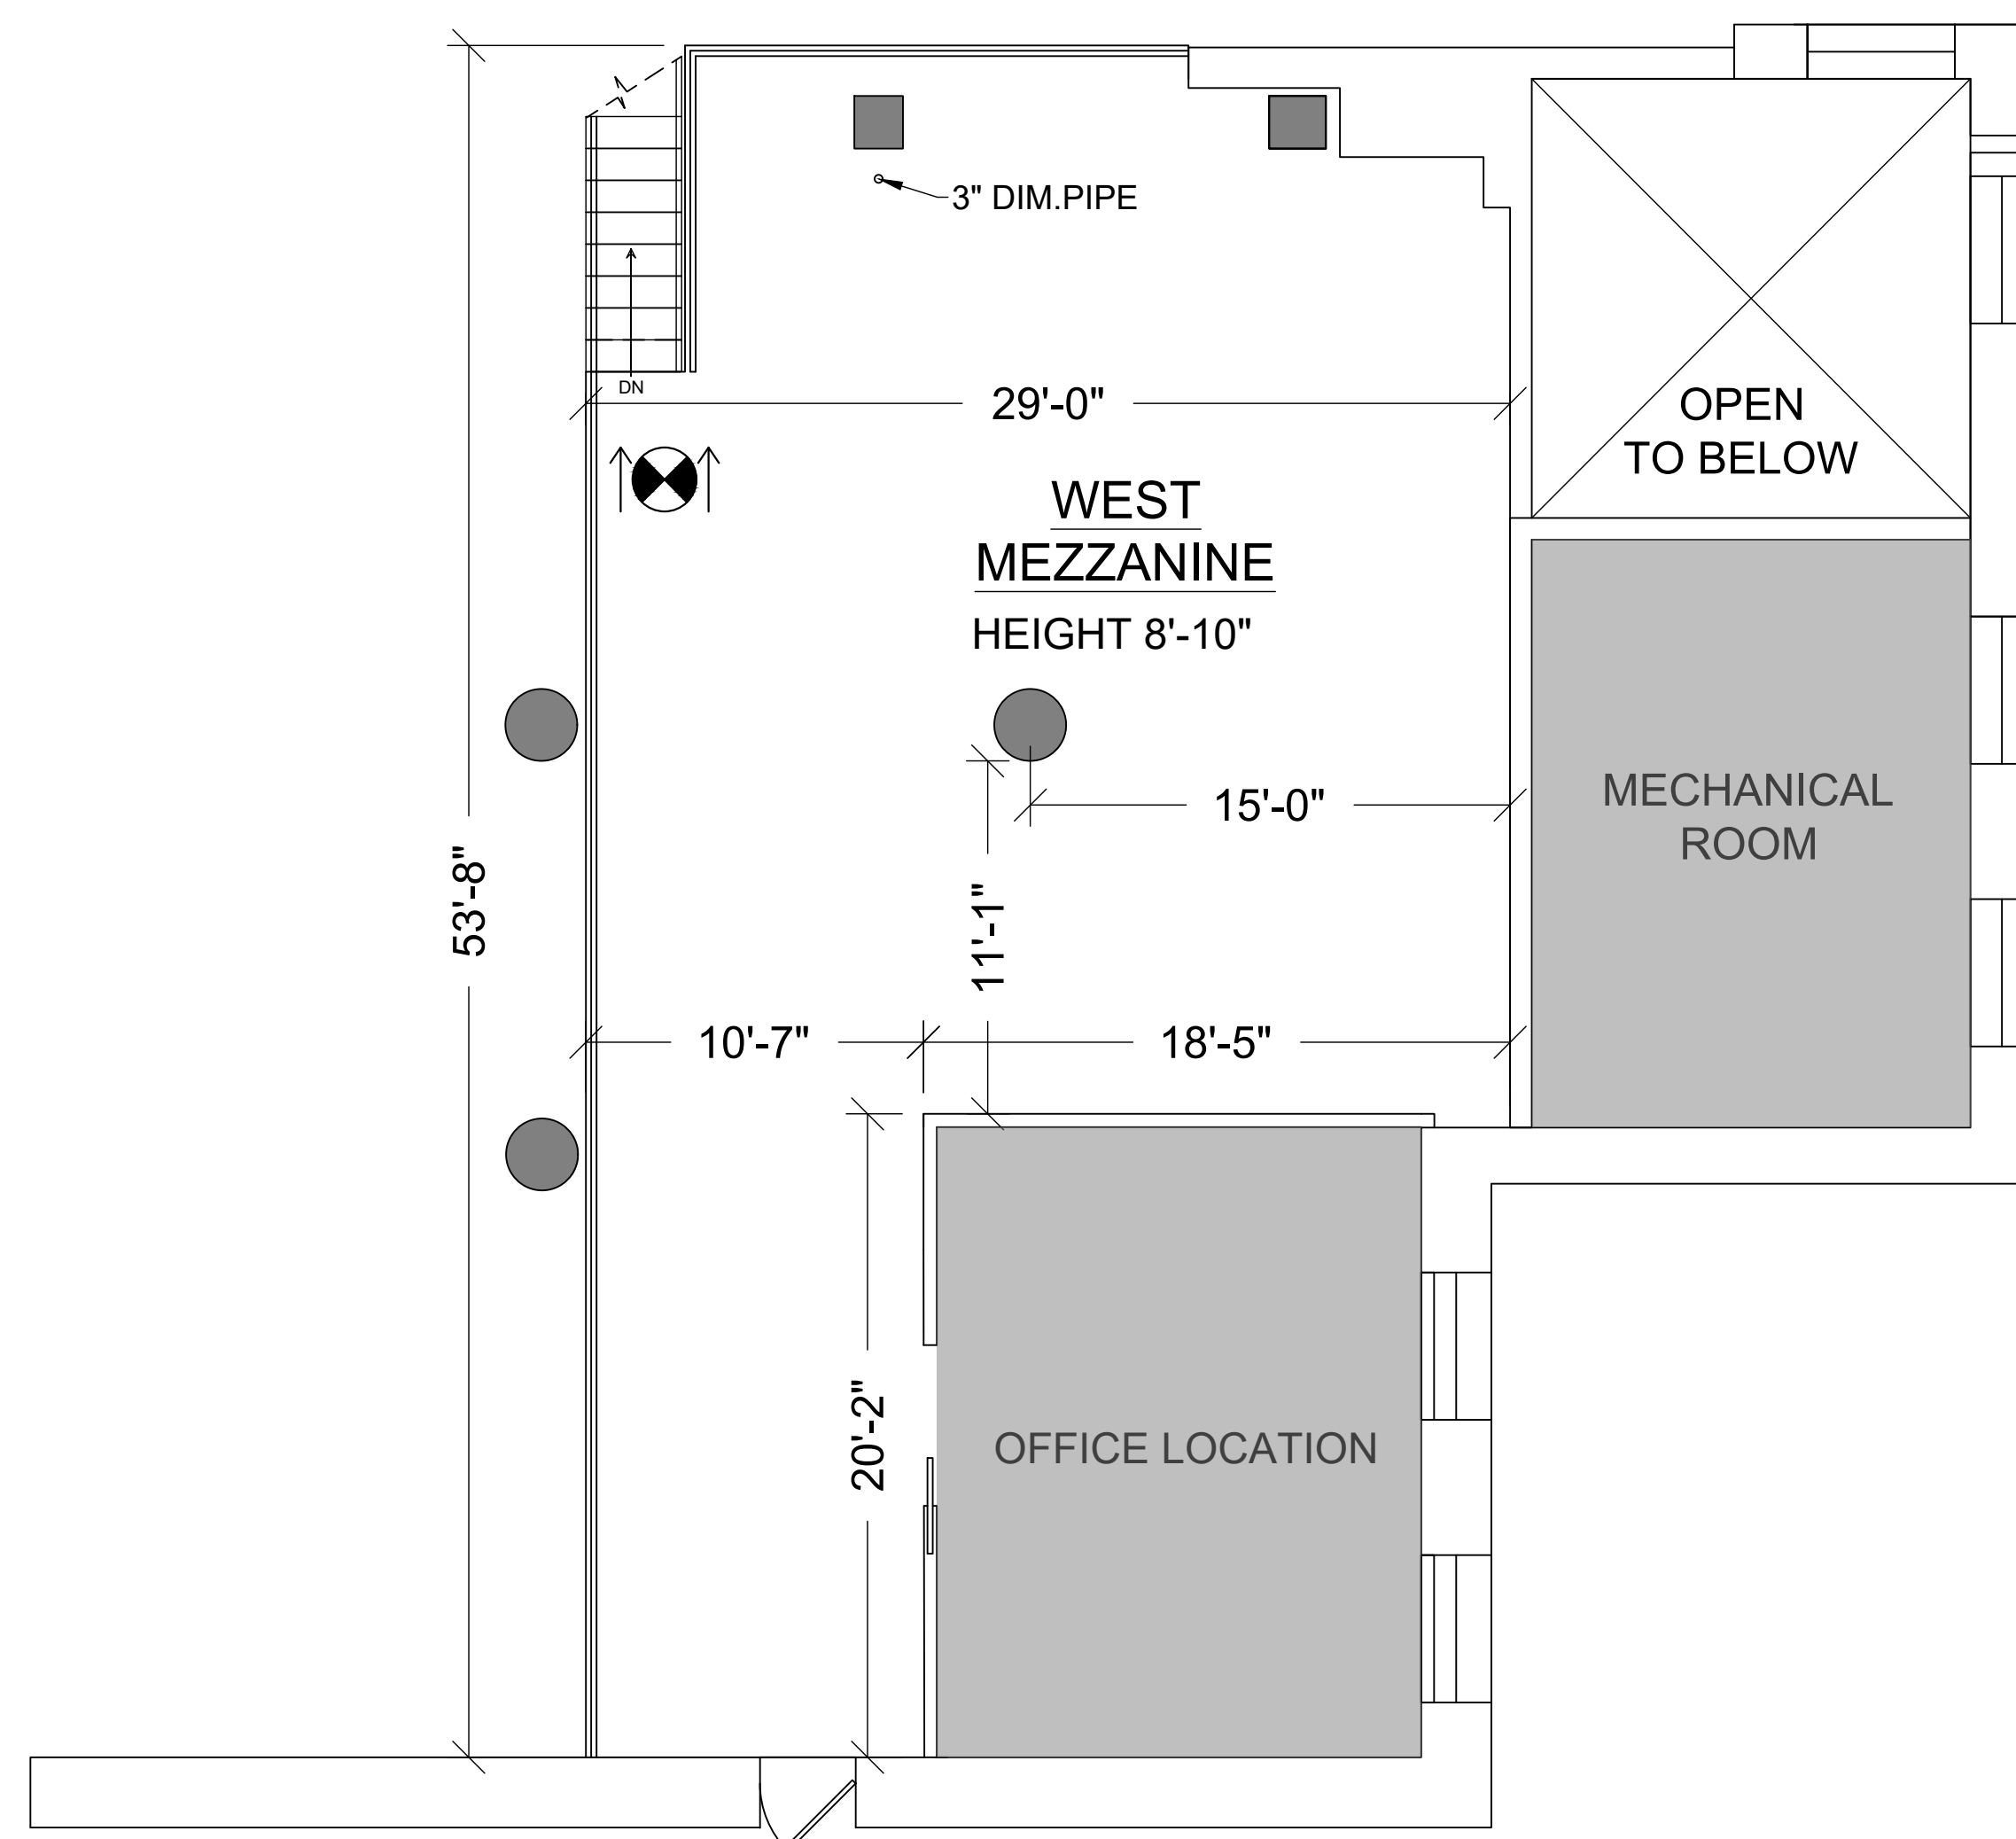 3" DIM.PIPE
DN
29'-0"
OPEN
TO BELOW
WEST
MEZZANINE
HEIGHT 8'-10"
MECHANICAL
ROOM
15'-0"
53'-8"
11'-1"
10'-7"
18'-5"
20'-2"
OFFICE LOCATION